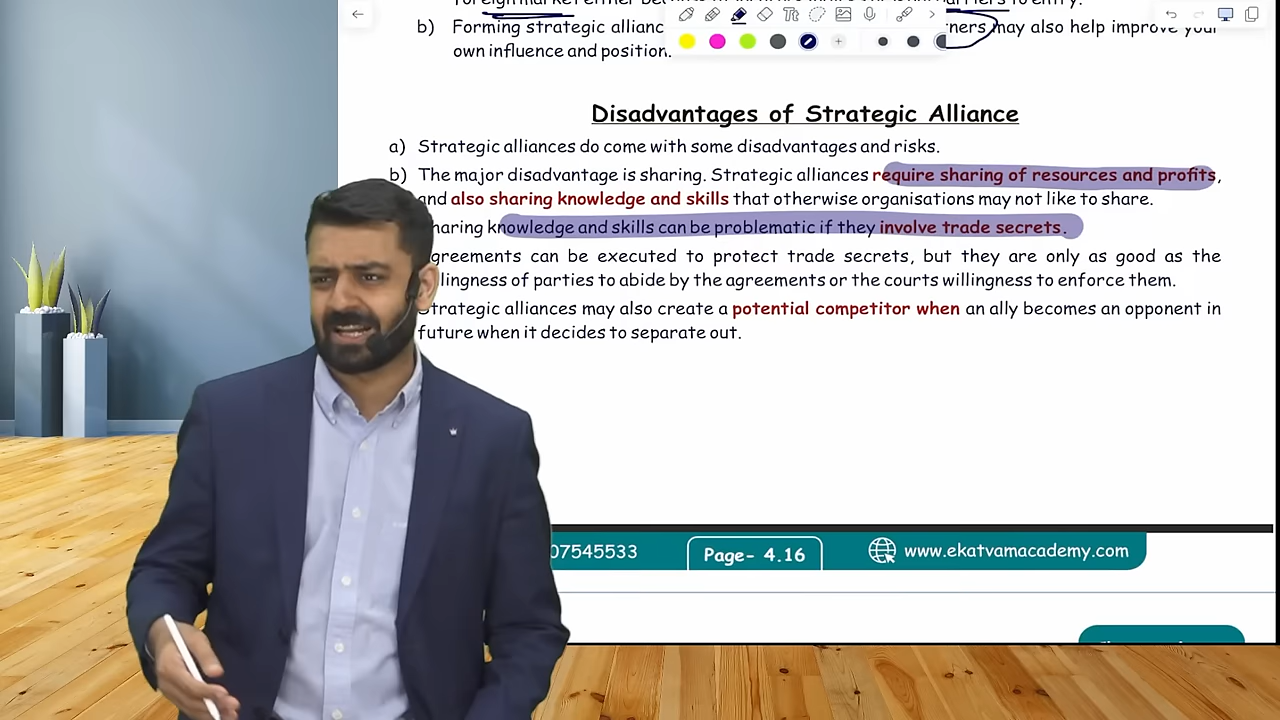 b) Forming strategic may also help improve your
own influence and position.
Disadvantages of Strategic Alliance
a) Strategic alliances do come with some disadvantages and risks.
b) The major disadvantage is sharing. Strategic alliances require sharing of resources and profits,
and also sharing knowledge and skills that otherwise organisations may not like to share.
haring knowledge and skills can be problematic if they involve trade secrets.
greements can be executed to protect trade secrets, but they are only as good as the
llingness of parties to abide by the agreements or the courts willingness to enforce them.
Strategic alliances may also create a potential competitor when an ally becomes an opponent in
future when it decides to separate out.
07545533
Page- 4.16
www.ekatvamacademy.com